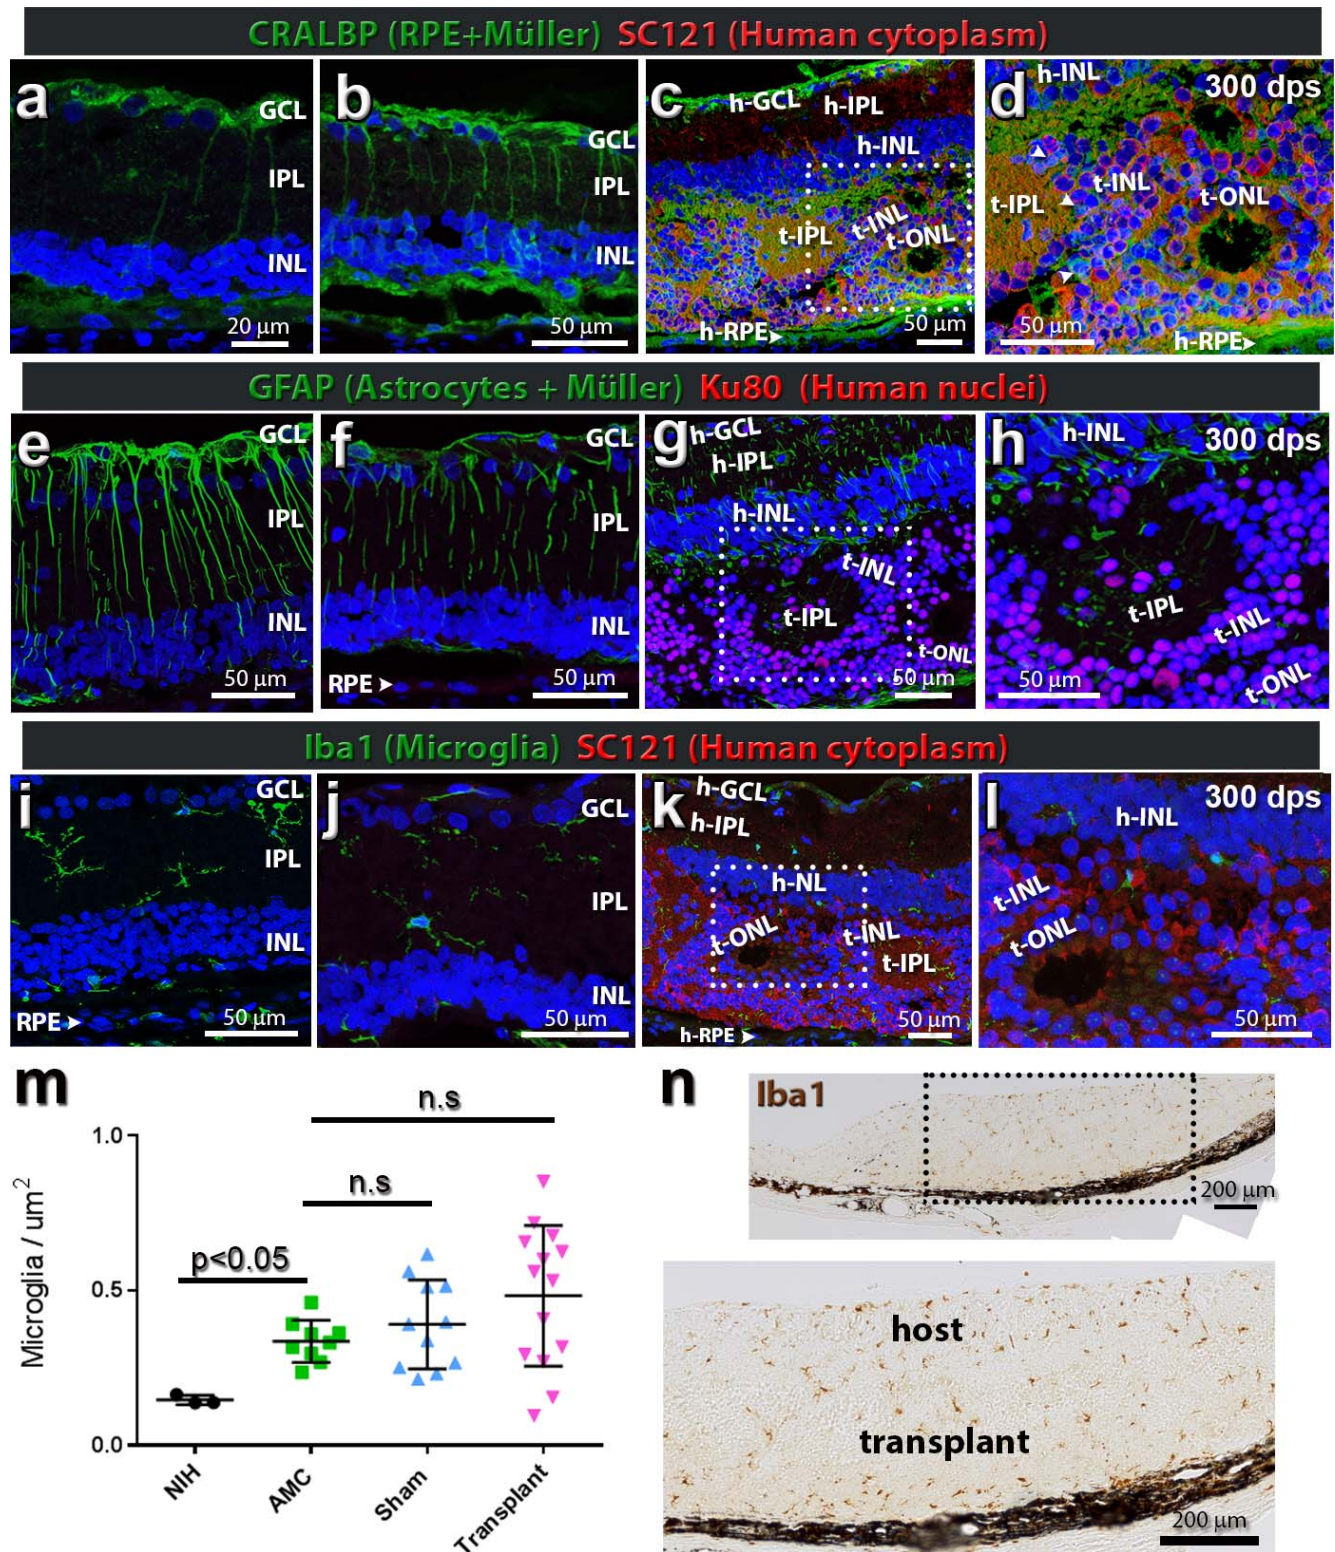 CRALBP (RPE+Müller) SC121 (Human cytoplasm)
a
GCL
IPL
INL
20 µm
b
GCL
IPL
INL
50 µm
c
h-GCL
h-IPL
h-INL
t-IPL
t-INL
t-ONL
h-RPE
50 µm
d
h-INL
300 dps
t-IPL
t-INL
t-ONL
50 µm
h-RPE
GFAP (Astrocytes + Müller) Ku80 (Human nuclei)
e
GCL
IPL
INL
50 µm
f
GCL
IPL
INL
RPE
50 µm
g
h-GCL
h-IPL
h-INL
t-INL
t-IPL
t-ONL
50 µm
h
h-INL
300 dps
t-IPL
t-INL
t-ONL
50 µm
Iba1 (Microglia) SC121 (Human cytoplasm)
i
GCL
IPL
INL
RPE
50 µm
j
GCL
IPL
INL
50 µm
k
h-GCL
h-IPL
h-NL
t-ONL
t-INL
t-IPL
h-RPE
50 µm
l
300 dps
h-INL
t-INL
t-ONL
50 µm
m
n.s
n.s
p<0.05
1.0
0.5
0.0
Microglia / um²
NIH
AMC
Sham
Transplant
n
Iba1
200 µm
host
transplant
200 µm